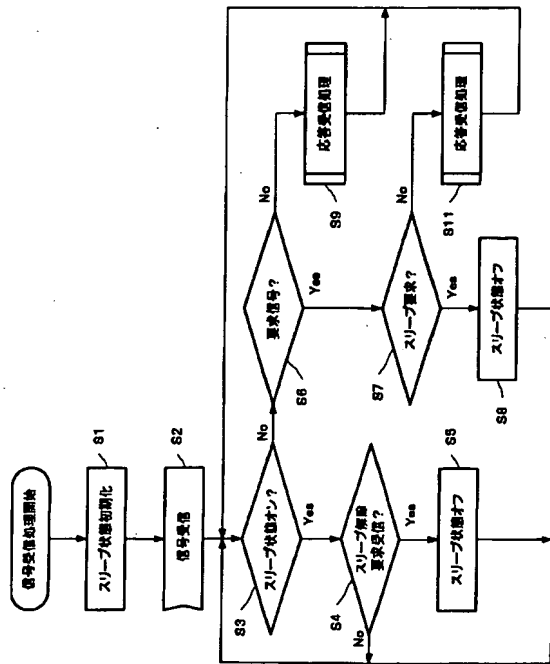 信号受信処理開始
スリープ状態初期化
S1
信号受信
S2
スリープ状態オン?
S3
No
Yes
スリープ解除
要求受信?
S4
No
Yes
スリープ状態オフ
S5
要求信号?
S6
No
Yes
応答受信処理
S9
スリープ要求?
S7
No
Yes
応答受信処理
S11
スリープ状態オフ
S8